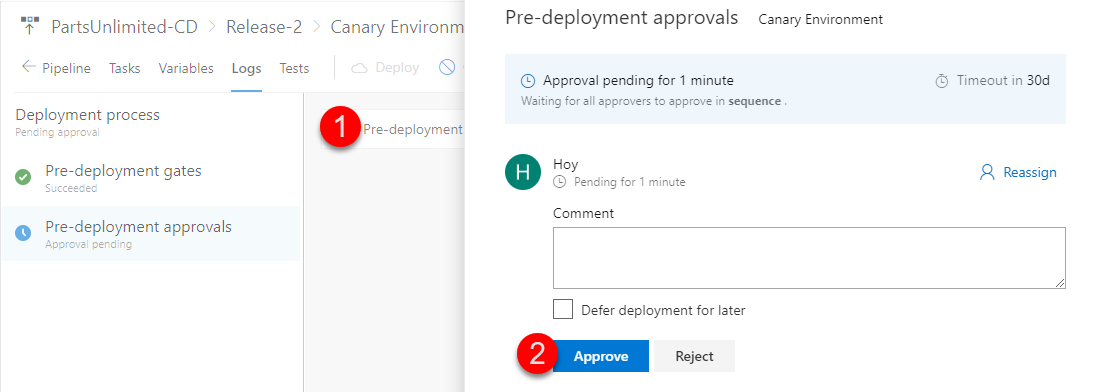 PartsUnlimited-CD > Release-2 > Canary Environm
Pipeline Tasks Variables Logs Tests Deploy
Deployment process
Pending approval
Pre-deployment gates
Succeeded
Pre-deployment approvals
Approval pending
1 Pre-deployment
Pre-deployment approvals Canary Environment
Approval pending for 1 minute Timeout in 30d
Waiting for all approvers to approve in sequence .
H Hoy
Pending for 1 minute Reassign
Comment
Defer deployment for later
2 Approve Reject